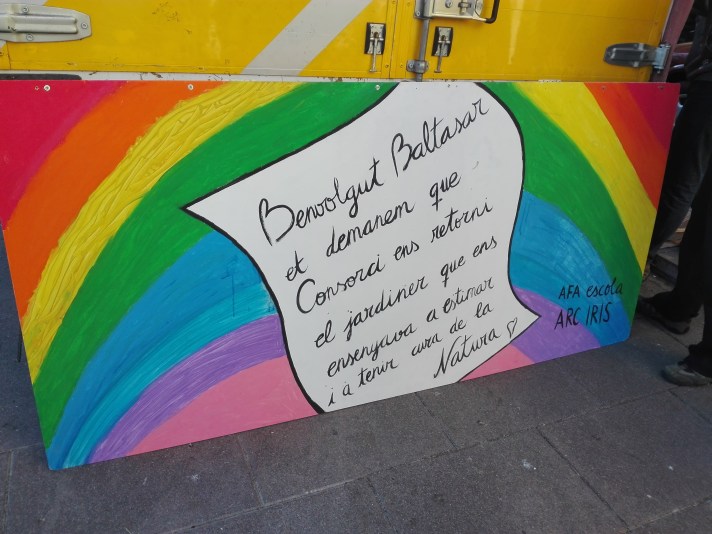 Benvolgut Baltasar
et demanem que
Consorci ens retorni
el jardiner que ens
ensenyava a estimar
i a tenir cura de la
Natura ♡
AFA escola
ARC IRIS